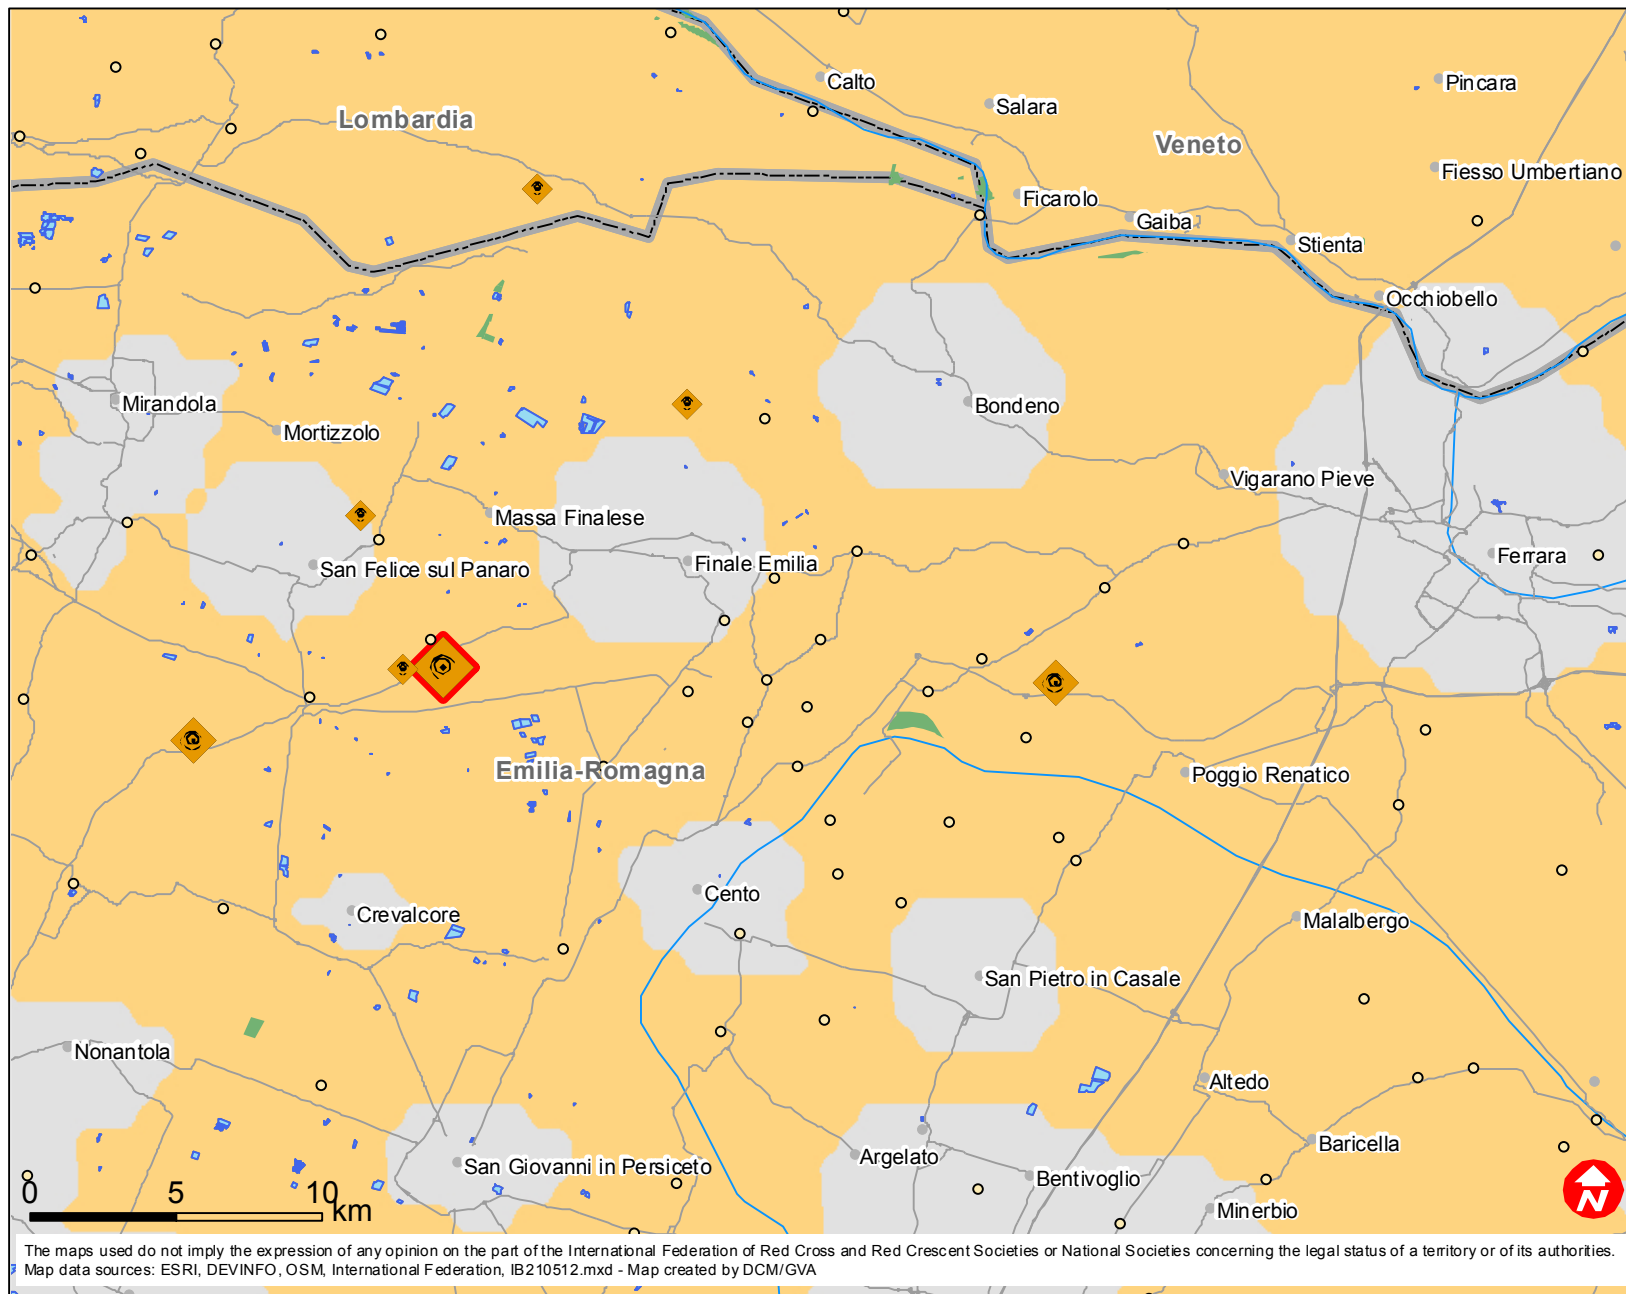 Calto
Pincara
Salara
Lombardia
Veneto
Fiesso Umbertiano
Ficarolo
Gaiba
Stienta
Occhiobello
Mirandola
Bondeno
Mortizzolo
Vigarano Pieve
Massa Finalese
Ferrara
Finale Emilia
San Felice sul Panaro
Emilia-Romagna
Poggio Renatico
Cento
Crevalcore
Malalbergo
San Pietro in Casale
Nonantola
Altedo
Baricella
Argelato
San Giovanni in Persiceto
Bentivoglio
0 5 10 km
Minerbio
N
The maps used do not imply the expression of any opinion on the part of the International Federation of Red Cross and Red Crescent Societies or National Societies concerning the legal status of a territory or of its authorities.
Map data sources: ESRI, DEVINFO, OSM, International Federation, IB210512.mxd - Map created by DCM/GVA